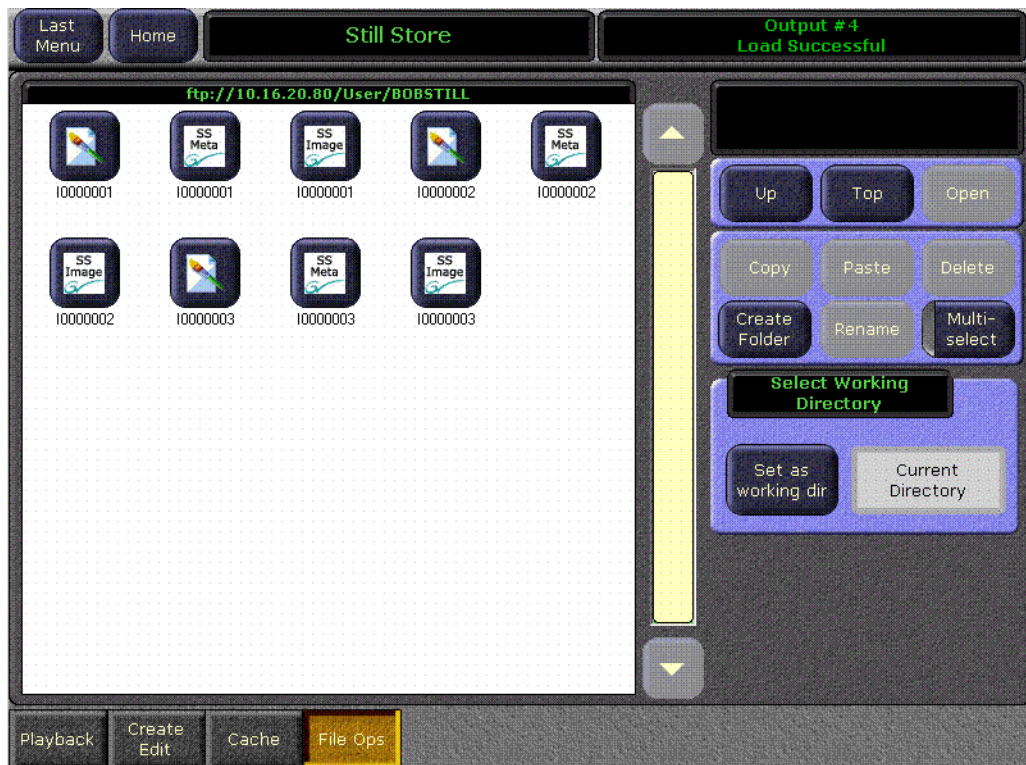 Last
Menu
Home
Still Store
Output #4
Load Successful
ftp://10.16.20.80/User/BOBSTILL
SS
Meta
SS
Image
SS
Meta
I0000001
I0000001
I0000001
I0000002
I0000002
SS
Image
SS
Meta
SS
Image
I0000002
I0000003
I0000003
I0000003
Up
Top
Open
Copy
Paste
Delete
Create
Folder
Rename
Multi-
select
Select Working
Directory
Set as
working dir
Current
Directory
Playback
Create
Edit
Cache
File Ops